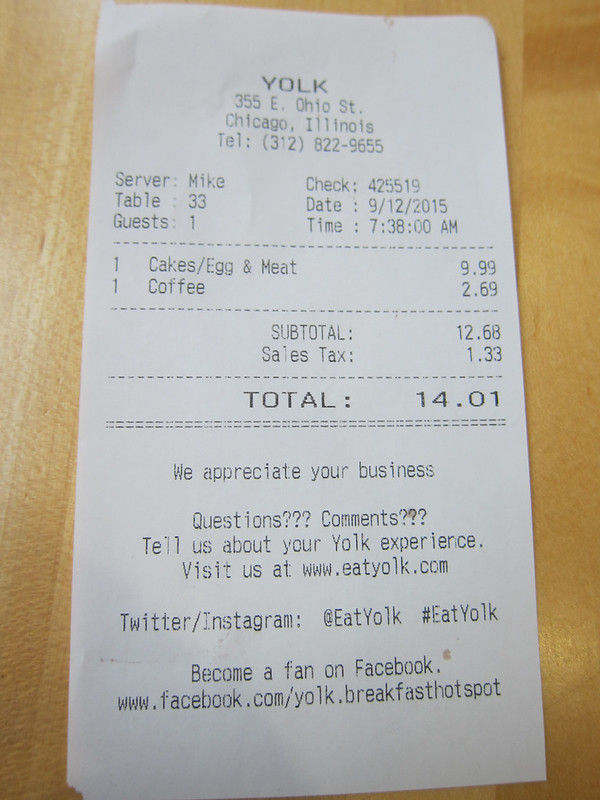 YOLK
355 E. Ohio St.
Chicago, Illinois
Tel: (312) 822-9655
Server: Mike Check: 425519
Table : 33 Date : 9/12/2015
Guests: 1 Time : 7:38:00 AM
1 Cakes/Egg & Meat 9.99
1 Coffee 2.69
SUBTOTAL: 12.68
Sales Tax: 1.33
TOTAL: 14.01
We appreciate your business
Questions??? Comments???
Tell us about your Yolk experience.
Visit us at www.eatyolk.com
Twitter/Instagram: @EatYolk #EatYolk
Become a fan on Facebook.
www.facebook.com/yolk.breakfasthotspot